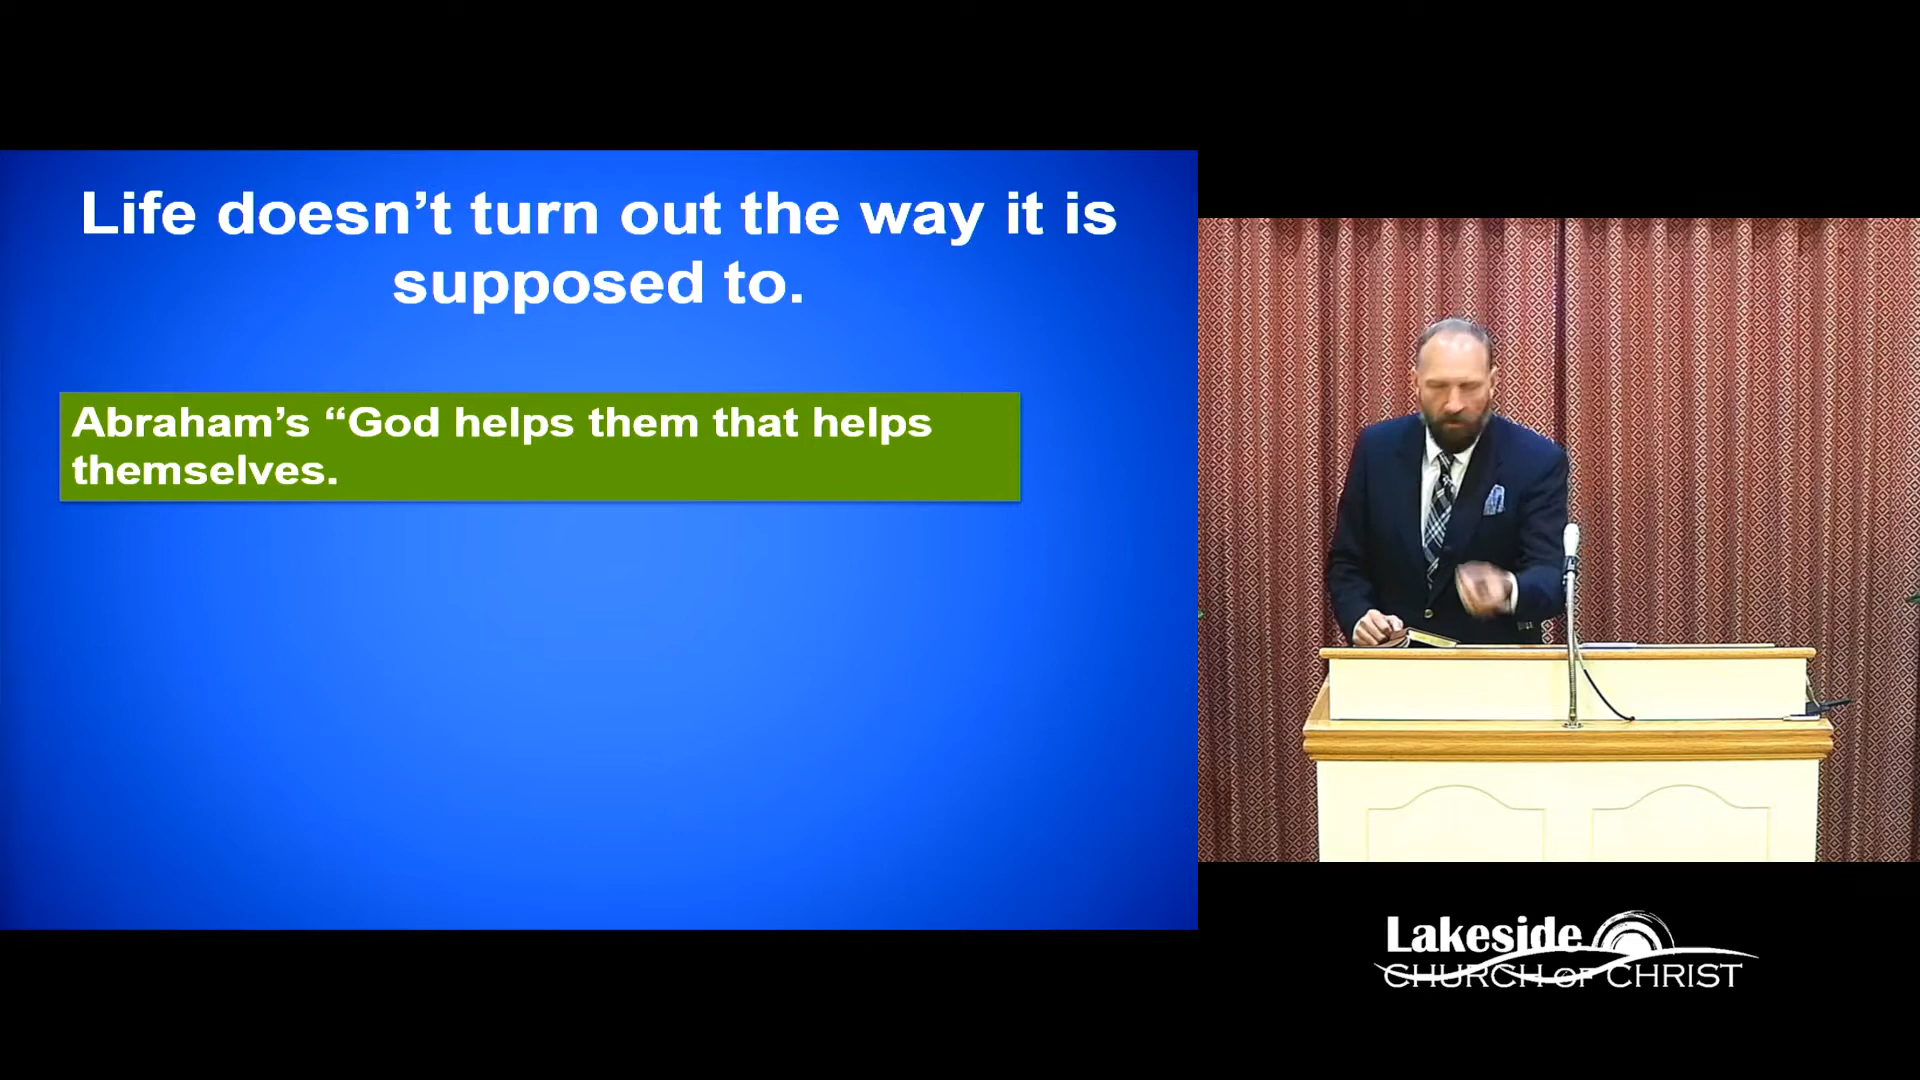 Life doesn’t turn out the way it is
supposed to.
Abraham’s “God helps them that helps
themselves.
Lakeside
CHURCH OF CHRIST